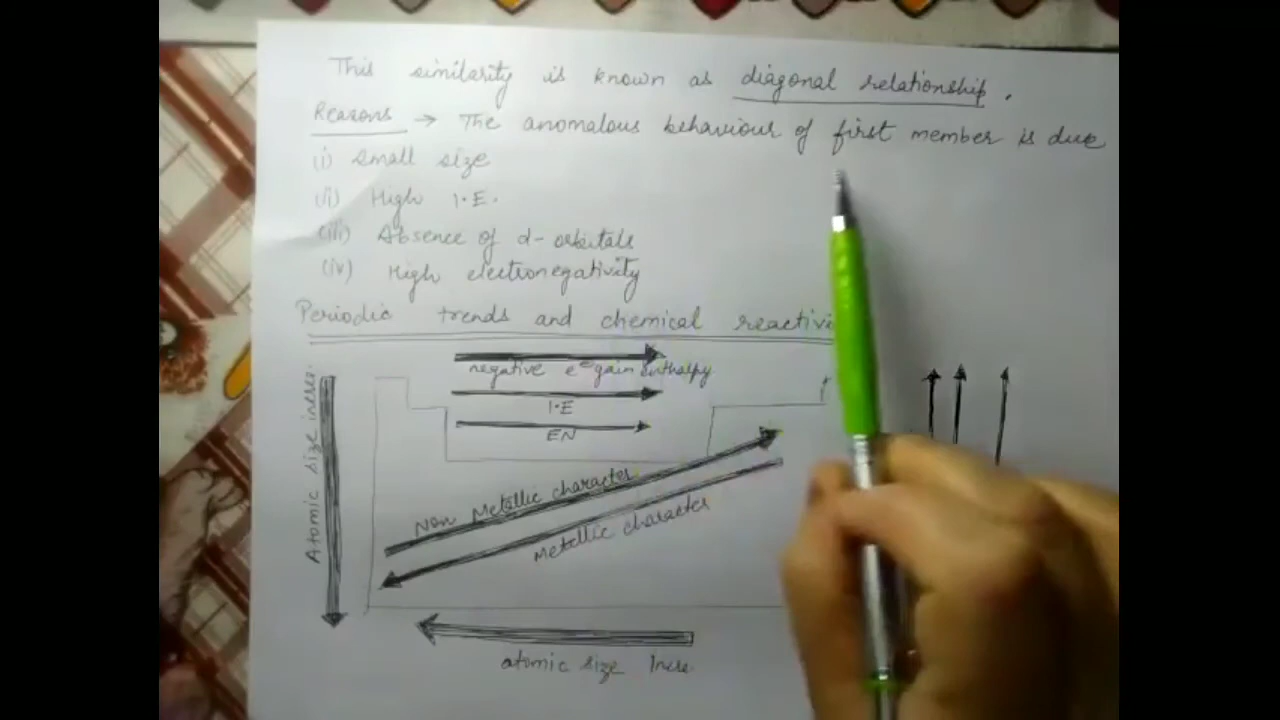 This similarity is known as diagonal relationship.
Reasons → The anomalous behaviour of first member is due
(i) Small size
(ii) High I.E.
(iii) Absence of d-orbitals
(iv) High electronegativity
Periodic trends and chemical
negative e⁻ gain enthalpy
I.E
EN
Non Metallic character
Metallic character
Atomic size incres.
atomic size Incre.